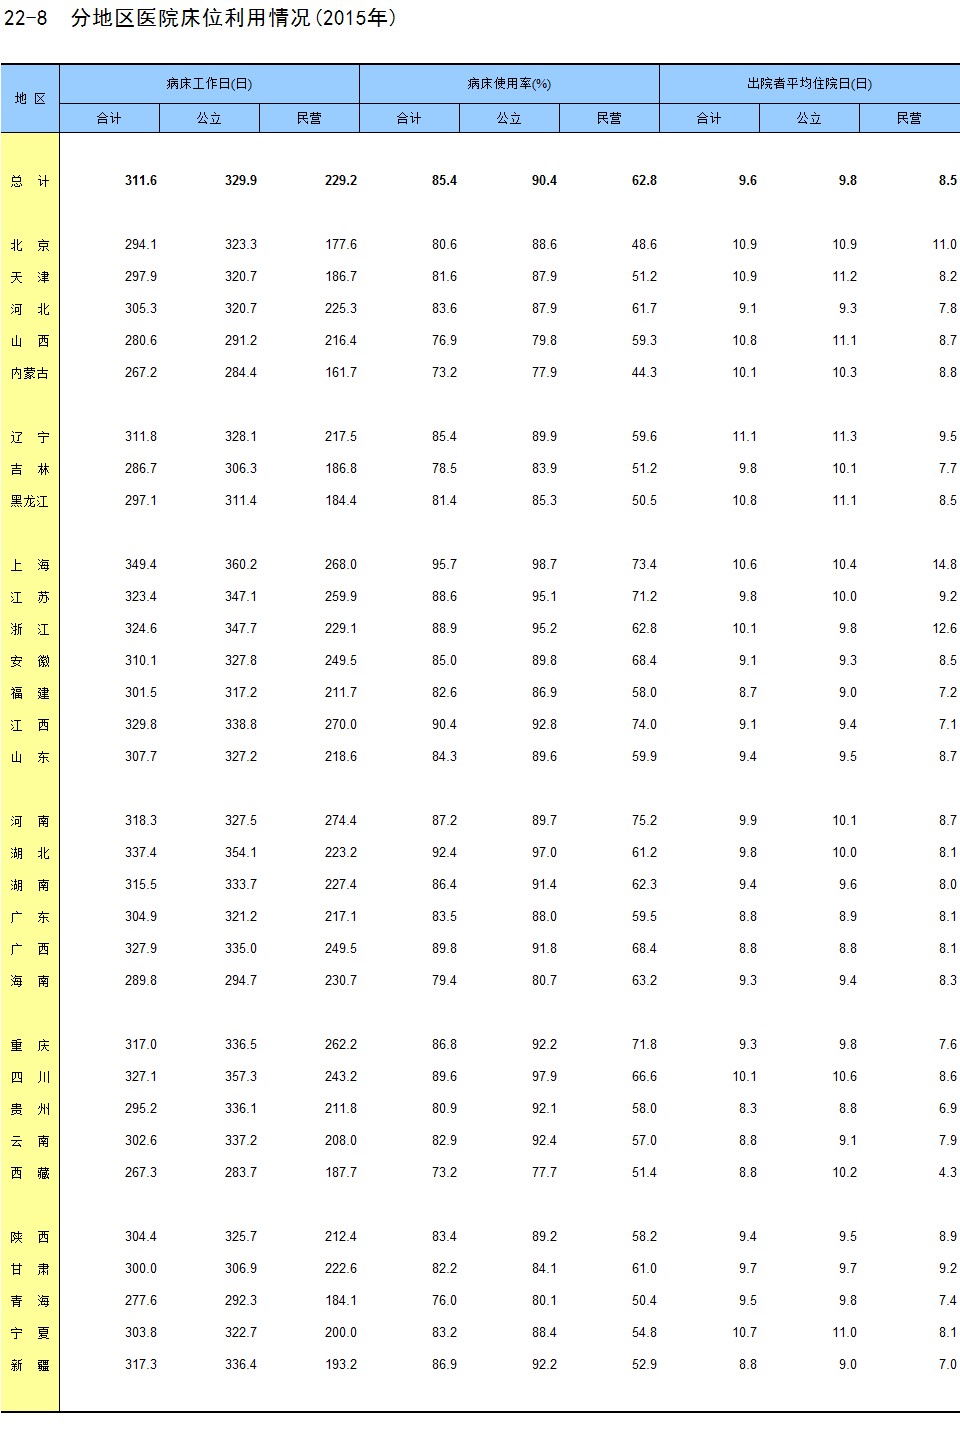 22-8 分地区医院床位利用情况(2015年)
地 区 病床工作日(日) 病床使用率(%) 出院者平均住院日(日)
合计 公立 民营 合计 公立 民营 合计 公立 民营
总 计 311.6 329.9 229.2 85.4 90.4 62.8 9.6 9.8 8.5
北 京 294.1 323.3 177.6 80.6 88.6 48.6 10.9 10.9 11.0
天 津 297.9 320.7 186.7 81.6 87.9 51.2 10.9 11.2 8.2
河 北 305.3 320.7 225.3 83.6 87.9 61.7 9.1 9.3 7.8
山 西 280.6 291.2 216.4 76.9 79.8 59.3 10.8 11.1 8.7
内蒙古 267.2 284.4 161.7 73.2 77.9 44.3 10.1 10.3 8.8
辽 宁 311.8 328.1 217.5 85.4 89.9 59.6 11.1 11.3 9.5
吉 林 286.7 306.3 186.8 78.5 83.9 51.2 9.8 10.1 7.7
黑龙江 297.1 311.4 184.4 81.4 85.3 50.5 10.8 11.1 8.5
上 海 349.4 360.2 268.0 95.7 98.7 73.4 10.6 10.4 14.8
江 苏 323.4 347.1 259.9 88.6 95.1 71.2 9.8 10.0 9.2
浙 江 324.6 347.7 229.1 88.9 95.2 62.8 10.1 9.8 12.6
安 徽 310.1 327.8 249.5 85.0 89.8 68.4 9.1 9.3 8.5
福 建 301.5 317.2 211.7 82.6 86.9 58.0 8.7 9.0 7.2
江 西 329.8 338.8 270.0 90.4 92.8 74.0 9.1 9.4 7.1
山 东 307.7 327.2 218.6 84.3 89.6 59.9 9.4 9.5 8.7
河 南 318.3 327.5 274.4 87.2 89.7 75.2 9.9 10.1 8.7
湖 北 337.4 354.1 223.2 92.4 97.0 61.2 9.8 10.0 8.1
湖 南 315.5 333.7 227.4 86.4 91.4 62.3 9.4 9.6 8.0
广 东 304.9 321.2 217.1 83.5 88.0 59.5 8.8 8.9 8.1
广 西 327.9 335.0 249.5 89.8 91.8 68.4 8.8 8.8 8.1
海 南 289.8 294.7 230.7 79.4 80.7 63.2 9.3 9.4 8.3
重 庆 317.0 336.5 262.2 86.8 92.2 71.8 9.3 9.8 7.6
四 川 327.1 357.3 243.2 89.6 97.9 66.6 10.1 10.6 8.6
贵 州 295.2 336.1 211.8 80.9 92.1 58.0 8.3 8.8 6.9
云 南 302.6 337.2 208.0 82.9 92.4 57.0 8.8 9.1 7.9
西 藏 267.3 283.7 187.7 73.2 77.7 51.4 8.8 10.2 4.3
陕 西 304.4 325.7 212.4 83.4 89.2 58.2 9.4 9.5 8.9
甘 肃 300.0 306.9 222.6 82.2 84.1 61.0 9.7 9.7 9.2
青 海 277.6 292.3 184.1 76.0 80.1 50.4 9.5 9.8 7.4
宁 夏 303.8 322.7 200.0 83.2 88.4 54.8 10.7 11.0 8.1
新 疆 317.3 336.4 193.2 86.9 92.2 52.9 8.8 9.0 7.0